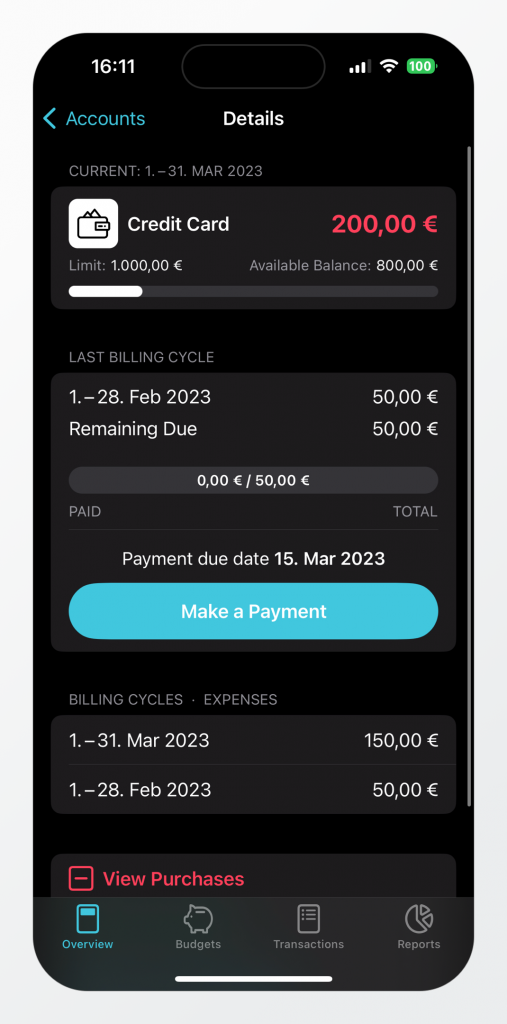 16:11
100
Accounts
Details
CURRENT: 1. – 31. MAR 2023
Credit Card
200,00 €
Limit: 1.000,00 €
Available Balance: 800,00 €
LAST BILLING CYCLE
1. – 28. Feb 2023
50,00 €
Remaining Due
50,00 €
0,00 € / 50,00 €
PAID
TOTAL
Payment due date 15. Mar 2023
Make a Payment
BILLING CYCLES · EXPENSES
1. – 31. Mar 2023
150,00 €
1. – 28. Feb 2023
50,00 €
View Purchases
Overview
Budgets
Transactions
Reports